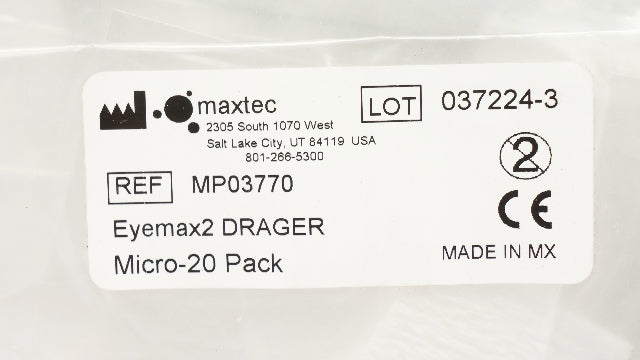 maxtec
2305 South 1070 West
Salt Lake City, UT 84119 USA
801-266-5300
LOT 037224-3
2
REF MP03770
CE
Eyemax2 DRAGER
Micro-20 Pack
MADE IN MX